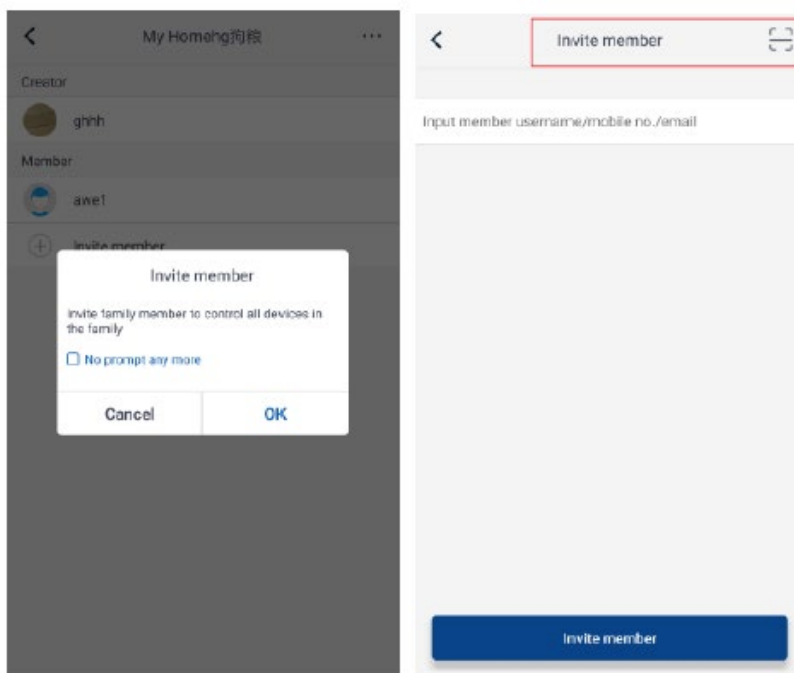 My Homehg狗粮
...
Creator
ghhh
Member
awe1
Invite member
Invite member
Invite family member to control all devices in
the family
No prompt any more
Cancel OK
Invite member
Input member username/mobile no./email
Invite member